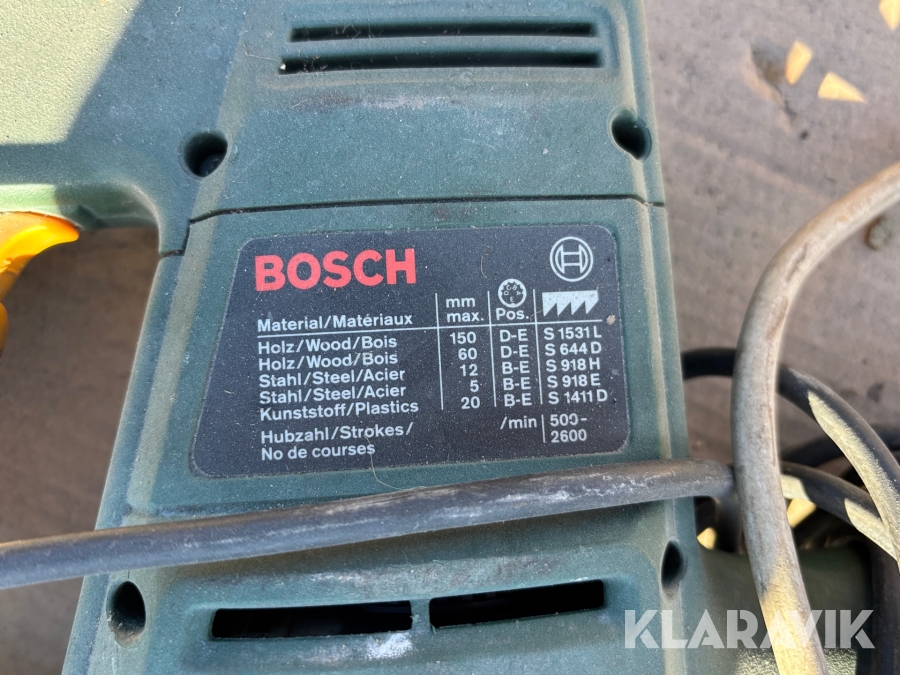 BOSCH
Material/Matériaux mm max. Pos.
Holz/Wood/Bois 150 D-E S 1531 L
Holz/Wood/Bois 60 D-E S 644 D
Stahl/Steel/Acier 12 B-E S 918 H
Stahl/Steel/Acier 5 B-E S 918 E
Kunststoff/Plastics 20 B-E S 1411 D
Hubzahl/Strokes/ /min 500-
No de courses 2600
KLARAVIK